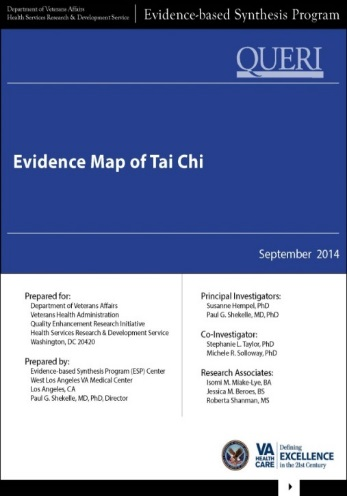 Department of Veterans Affairs
Health Services Research & Development Service
Evidence-based Synthesis Program
QUERI
Evidence Map of Tai Chi
September 2014
Prepared for:
Department of Veterans Affairs
Veterans Health Administration
Quality Enhancement Research Initiative
Health Services Research & Development Service
Washington, DC 20420
Prepared by:
Evidence-based Synthesis Program (ESP) Center
West Los Angeles VA Medical Center
Los Angeles, CA
Paul G. Shekelle, MD, PhD, Director
Principal Investigators:
Susanne Hempel, PhD
Paul G. Shekelle, MD, PhD
Co-Investigator:
Stephanie L. Taylor, PhD
Michele R. Solloway, PhD
Research Associates:
Isomi M. Miake-Lye, BA
Jessica M. Beroes, BS
Roberta Shanman, MS
VA
HEALTH
CARE
Defining
EXCELLENCE
in the 21st Century